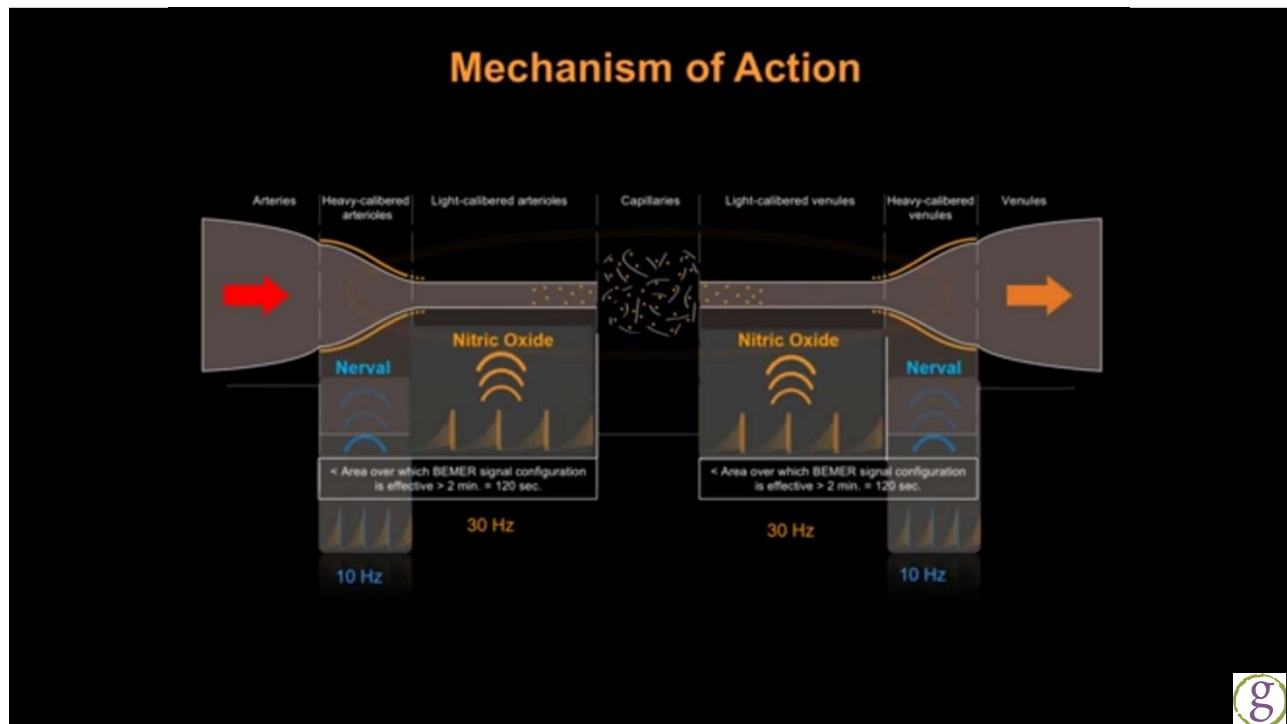 Mechanism of Action
Arteries
Heavy-calibered
arterioles
Light-calibered arterioles
Capillaries
Light-calibered venules
Heavy-calibered
venules
Venules
Nitric Oxide
Nitric Oxide
Nerval
Nerval
< Area over which BEMER signal configuration
is effective > 2 min. = 120 sec.
< Area over which BEMER signal configuration
is effective > 2 min. = 120 sec.
30 Hz
30 Hz
10 Hz
10 Hz
g